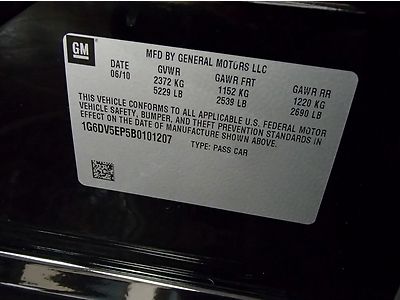 GM
MFD BY GENERAL MOTORS LLC
DATE GVWR GAWR FRT GAWR RR
06/10 2372 KG 1152 KG 1220 KG
5229 LB 2539 LB 2690 LB
THIS VEHICLE CONFORMS TO ALL APPLICABLE U.S. FEDERAL MOTOR
VEHICLE SAFETY, BUMPER, AND THEFT PREVENTION STANDARDS IN
EFFECT ON THE DATE OF MANUFACTURE SHOWN ABOVE.
1G6DV5EP5B0101207 TYPE: PASS CAR